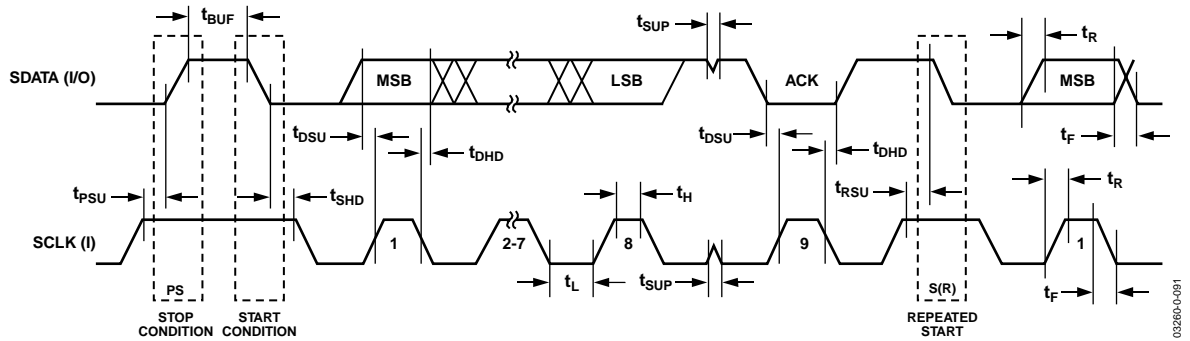 tBUF
tSUP
tR
SDATA (I/O)
MSB
LSB
ACK
MSB
tDSU
tDHD
tDSU
tDHD
tF
tPSU
tSHD
tH
tRSU
tR
SCLK (I)
1
2-7
8
9
1
PS
tL
tSUP
S(R)
tF
STOP
CONDITION
START
CONDITION
REPEATED
START
03260-0-091